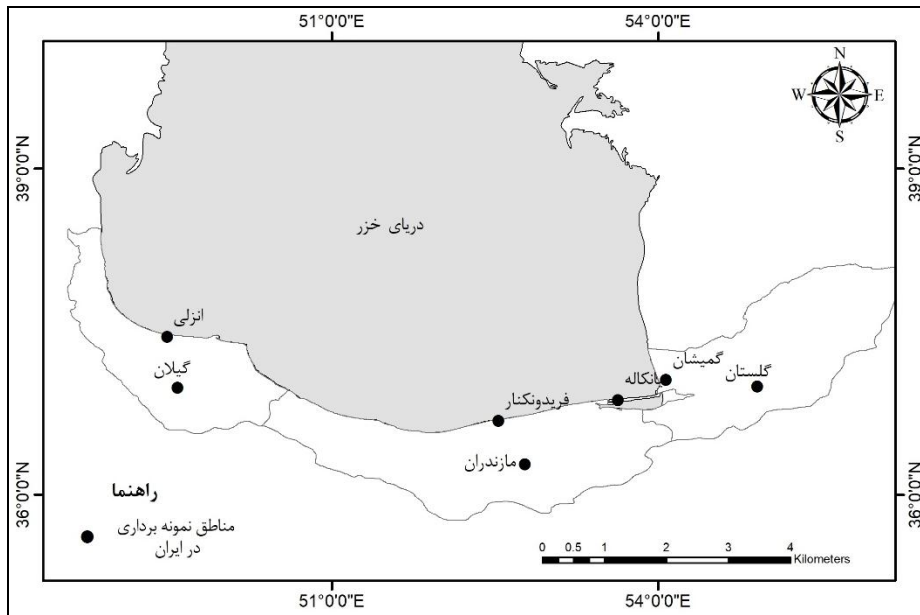 51°0'0"E 54°0'0"E
N
W E
S
39°0'0"N 39°0'0"N
دریای خزر
انزلی
گیلان
گمیشان
گلستان
انکاله
فریدونکنار
مازندران
36°0'0"N 36°0'0"N
راهنما
مناطق نمونه برداری
در ایران
0 0.5 1 2 3 4
Kilometers
51°0'0"E 54°0'0"E